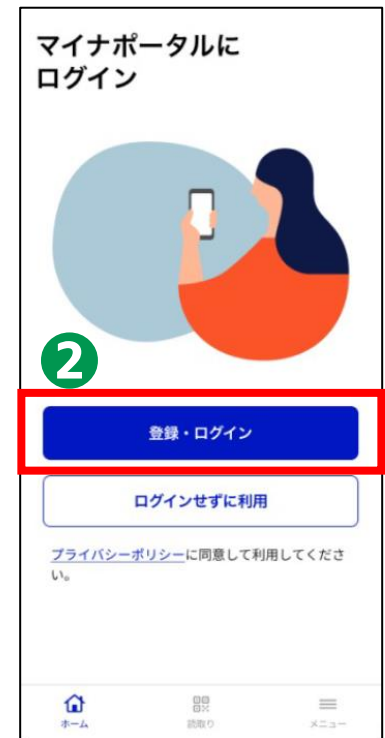 マイナポータルに
ログイン
2
登録・ログイン
ログインせずに利用
プライバシーポリシーに同意して利用してくださ
い。
ホーム
読取り
メニュー